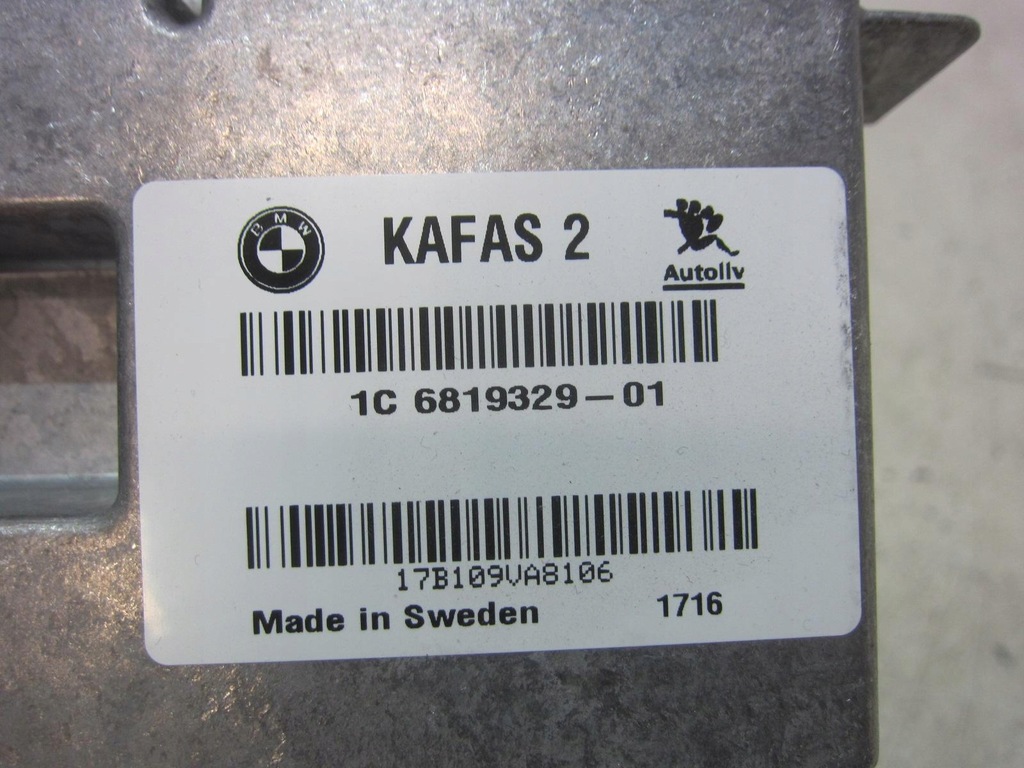 BMW
KAFAS 2
Autoliv
1C 6819329-01
17B109VA8106
Made in Sweden
1716